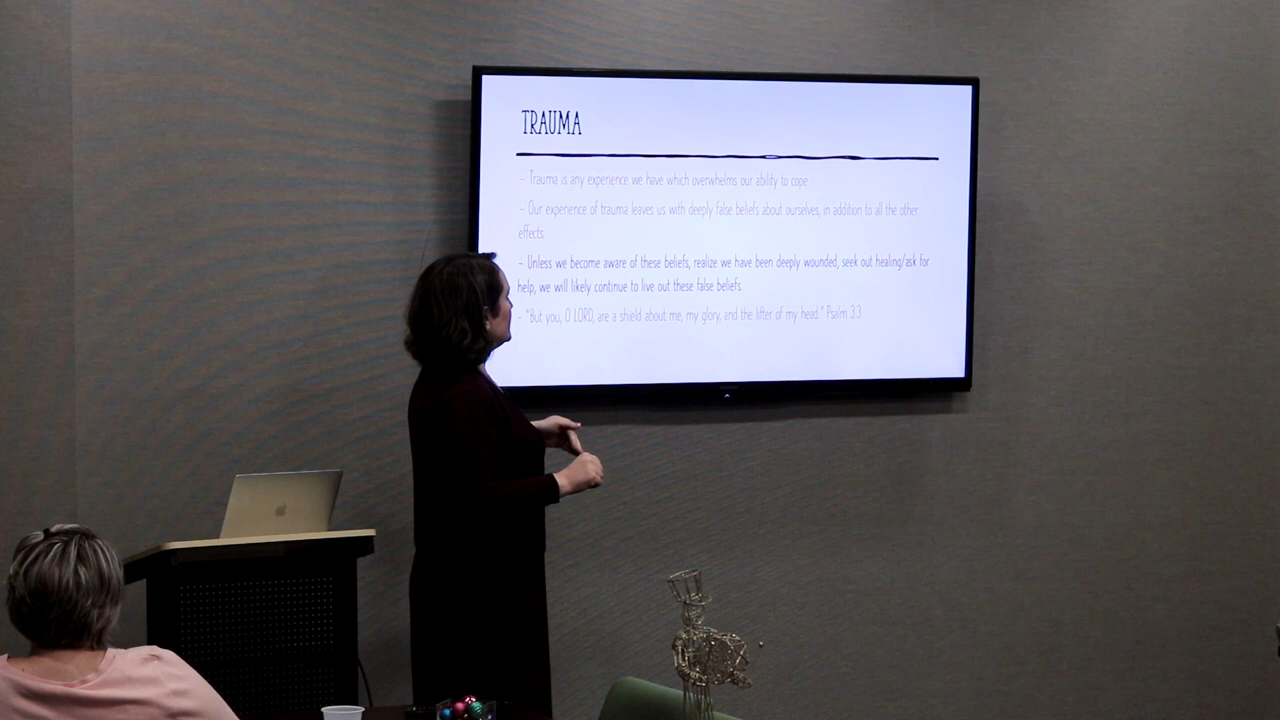 TRAUMA
- Trauma is any experience we have which overwhelms our ability to cope.
- Our experience of trauma leaves us with deeply false beliefs about ourselves, in addition to all the other
effects.
- Unless we become aware of these beliefs, realize we have been deeply wounded, seek out healing/ask for
help, we will likely continue to live out these false beliefs.
- "But you, O LORD, are a shield about me, my glory, and the lifter of my head." Psalm 3:3